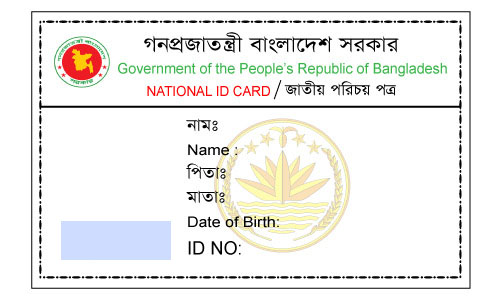 গনপ্রজাতন্ত্রী বাংলাদেশ সরকার
Government of the People's Republic of Bangladesh
NATIONAL ID CARD / জাতীয় পরিচয় পত্র
নামঃ
Name :
পিতাঃ
মাতাঃ
Date of Birth:
ID NO: